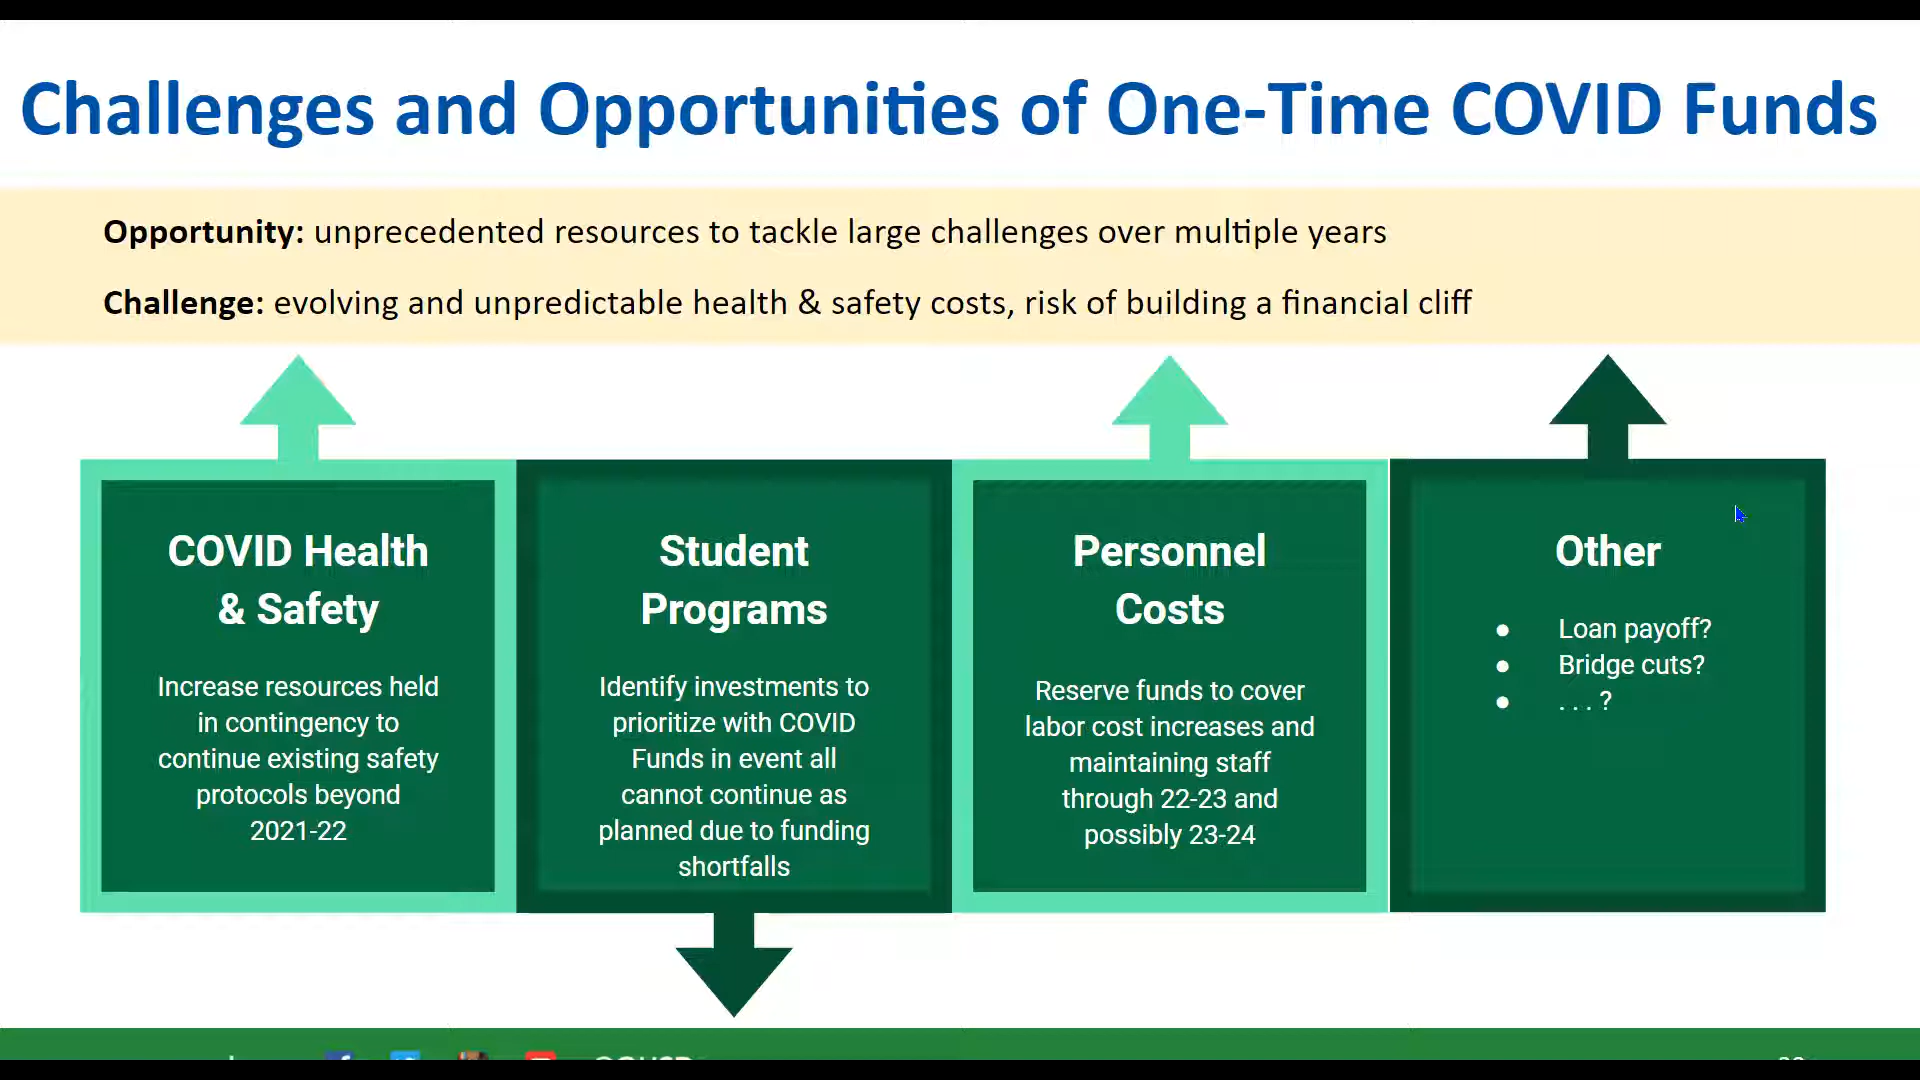 Challenges and Opportunities of One-Time COVID Funds
Opportunity: unprecedented resources to tackle large challenges over multiple years
Challenge: evolving and unpredictable health & safety costs, risk of building a financial cliff
COVID Health
& Safety
Increase resources held
in contingency to
continue existing safety
protocols beyond
2021-22
Student
Programs
Identify investments to
prioritize with COVID
Funds in event all
cannot continue as
planned due to funding
shortfalls
Personnel
Costs
Reserve funds to cover
labor cost increases and
maintaining staff
through 22-23 and
possibly 23-24
Other
● Loan payoff?
● Bridge cuts?
● . . . ?